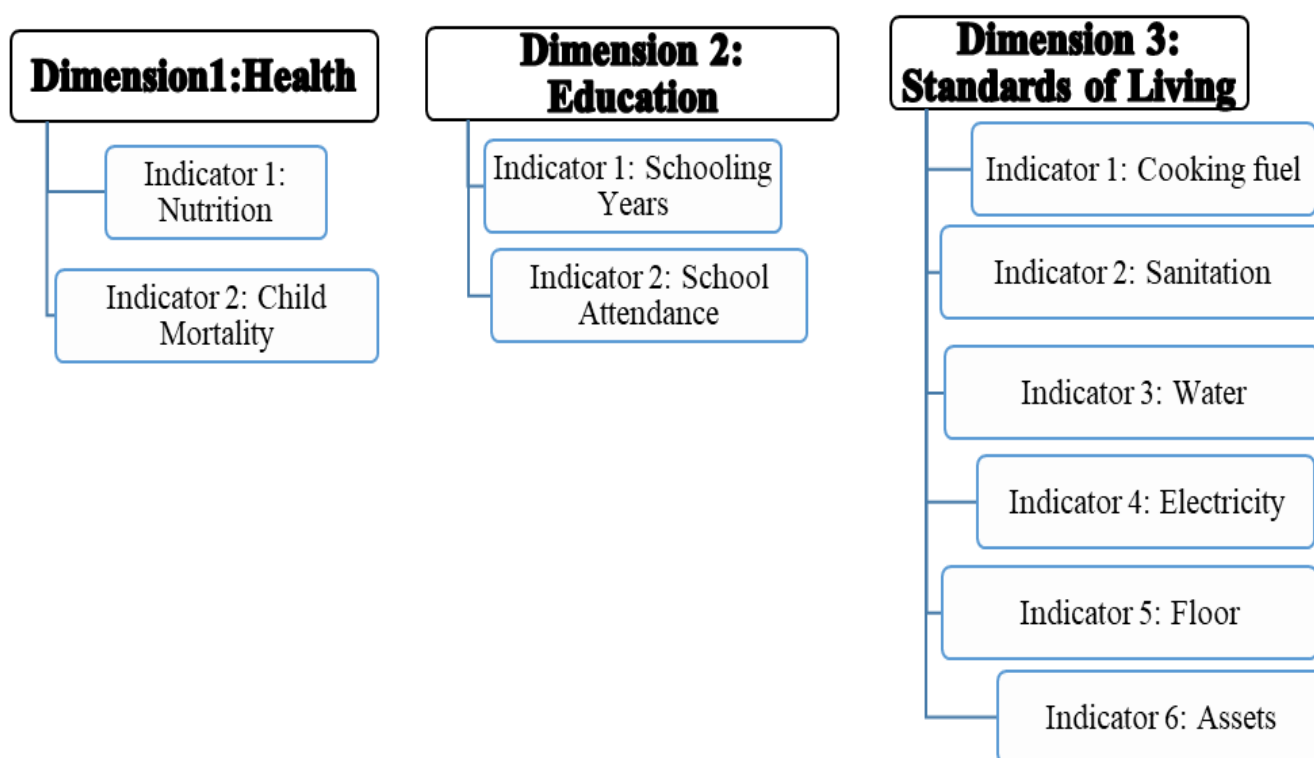 Dimension1:Health
Indicator 1:
Nutrition
Indicator 2: Child
Mortality
Dimension 2:
Education
Indicator 1: Schooling
Years
Indicator 2: School
Attendance
Dimension 3:
Standards of Living
Indicator 1: Cooking fuel
Indicator 2: Sanitation
Indicator 3: Water
Indicator 4: Electricity
Indicator 5: Floor
Indicator 6: Assets